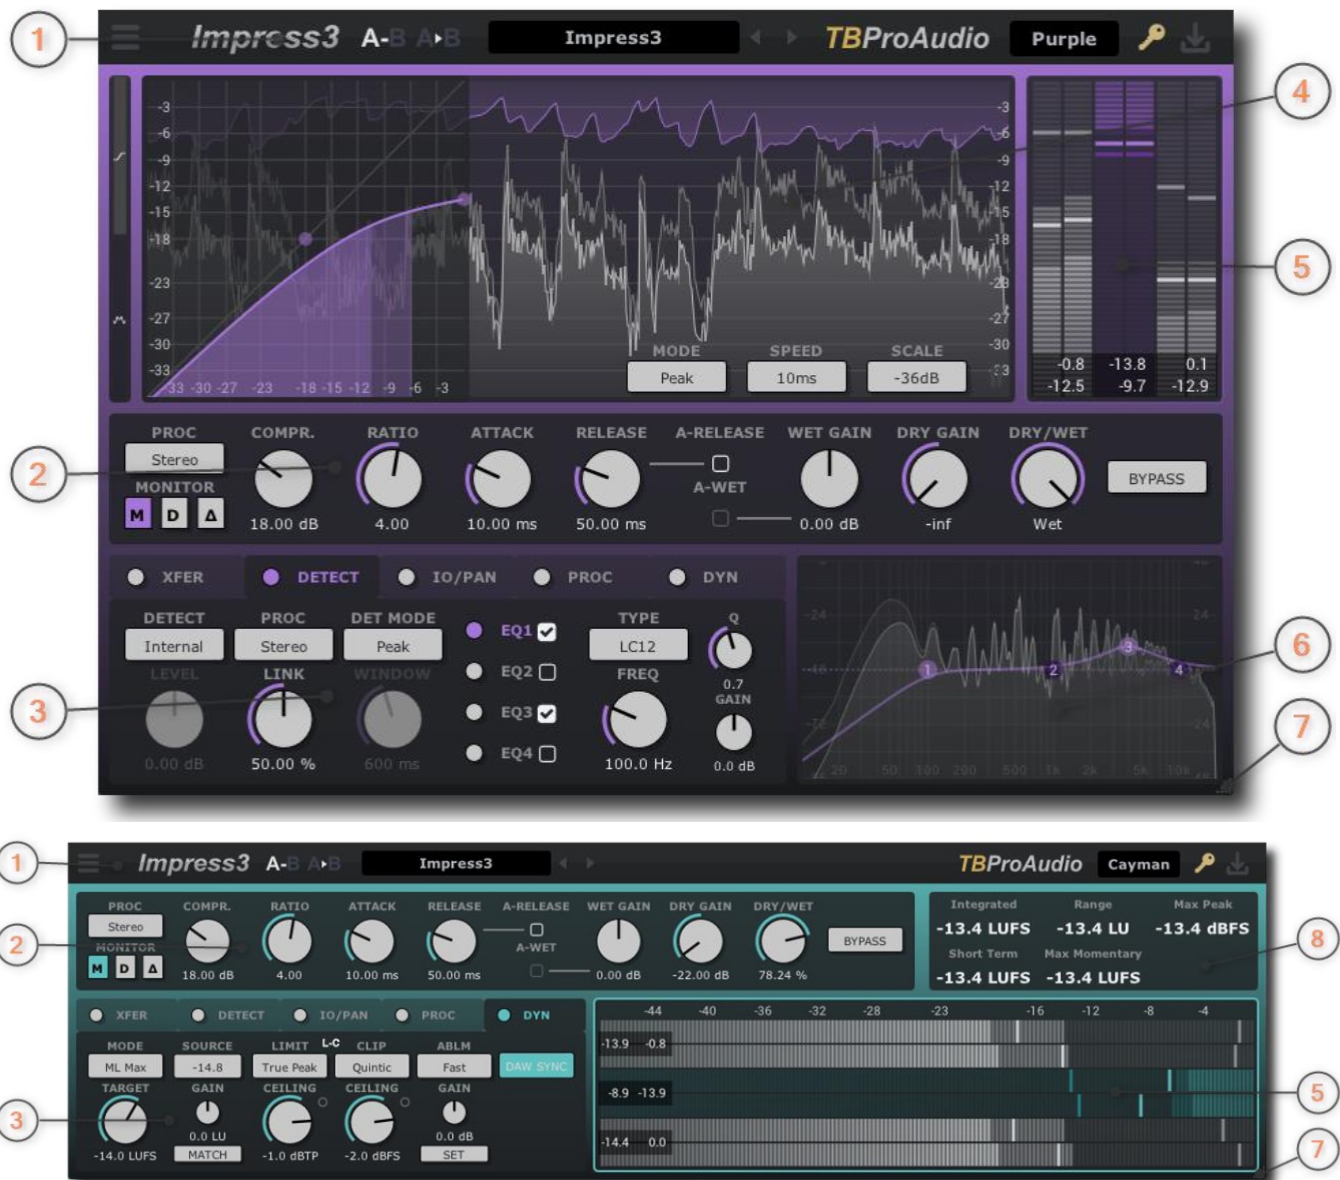 1 Impress3 A-B A▸B Impress3 TBProAudio Purple
4
-3 -3
-6 -6
-9 -9
-12 -12
-15 -15
-18 -18
5
-23 -23
-27 -27
-30 -30
MODE SPEED SCALE
-33
Peak 10ms -36dB
-33 -30 -27 -23 -18 -15 -12 -9 -6 -3
-0.8 -13.8 0.1
-12.5 -9.7 -12.9
PROC COMPR. RATIO ATTACK RELEASE A-RELEASE WET GAIN DRY GAIN DRY/WET
2
Stereo
MONITOR A-WET BYPASS
M D Δ
18.00 dB 4.00 10.00 ms 50.00 ms 0.00 dB -inf Wet
XFER DETECT IO/PAN PROC DYN
DETECT PROC DET MODE TYPE Q
Internal Stereo Peak EQ1 LC12
LEVEL LINK WINDOW EQ2 FREQ 0.7
GAIN
3
EQ3
EQ4
0.00 dB 50.00 % 600 ms 100.0 Hz 0.0 dB
-24 24
3
-48 1 2 4
6
-72 -24
20 50 100 200 500 1k 2k 5k 10k
7
1 Impress3 A-B A▸B Impress3 TBProAudio Cayman
PROC COMPR. RATIO ATTACK RELEASE A-RELEASE WET GAIN DRY GAIN DRY/WET
2
Stereo
MONITOR A-WET BYPASS
M D Δ
18.00 dB 4.00 10.00 ms 50.00 ms 0.00 dB -22.00 dB 78.24 %
Integrated Range Max Peak
-13.4 LUFS -13.4 LU -13.4 dBFS
8
Short Term Max Momentary
-13.4 LUFS -13.4 LUFS
XFER DETECT IO/PAN PROC DYN
MODE SOURCE LIMIT L-C CLIP ABLM
ML Max -14.8 True Peak Quintic Fast DAW SYNC
TARGET GAIN CEILING CEILING GAIN
3
0.0 LU 0.0 dB
-14.0 LUFS MATCH -1.0 dBTP -2.0 dBFS SET
-44 -40 -36 -32 -28 -23 -16 -12 -8 -4
-13.9 -0.8
-8.9 -13.9
5
-14.4 0.0
7